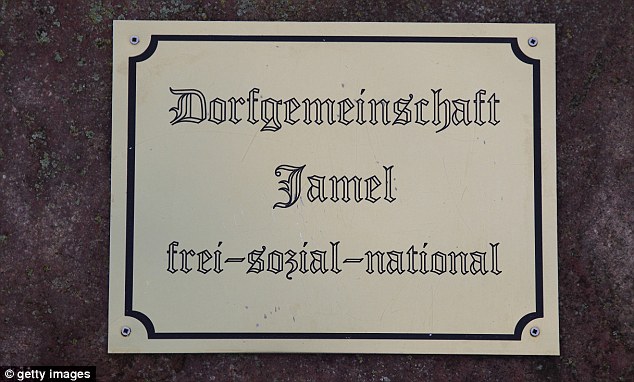 Dorfgemeinschaft
Jamel
frei-sozial-national
© getty images